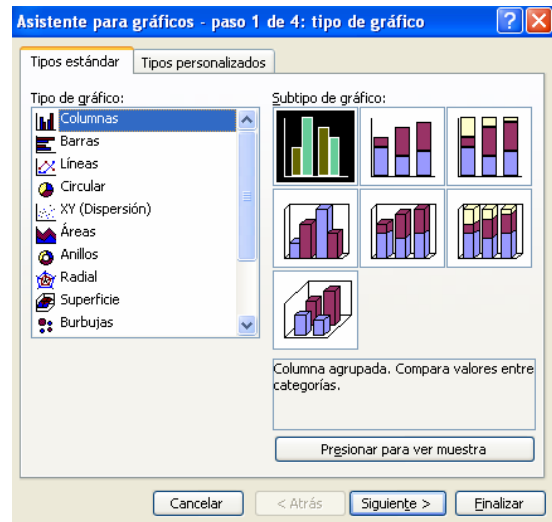 Asistente para gráficos - paso 1 de 4: tipo de gráfico
Tipos estándar
Tipos personalizados
Tipo de gráfico:
Columnas
Barras
Líneas
Circular
XY (Dispersión)
Áreas
Anillos
Radial
Superficie
Burbujas
Subtipo de gráfico:
Columna agrupada. Compara valores entre
categorías.
Presionar para ver muestra
Cancelar
< Atrás
Siguiente >
Finalizar